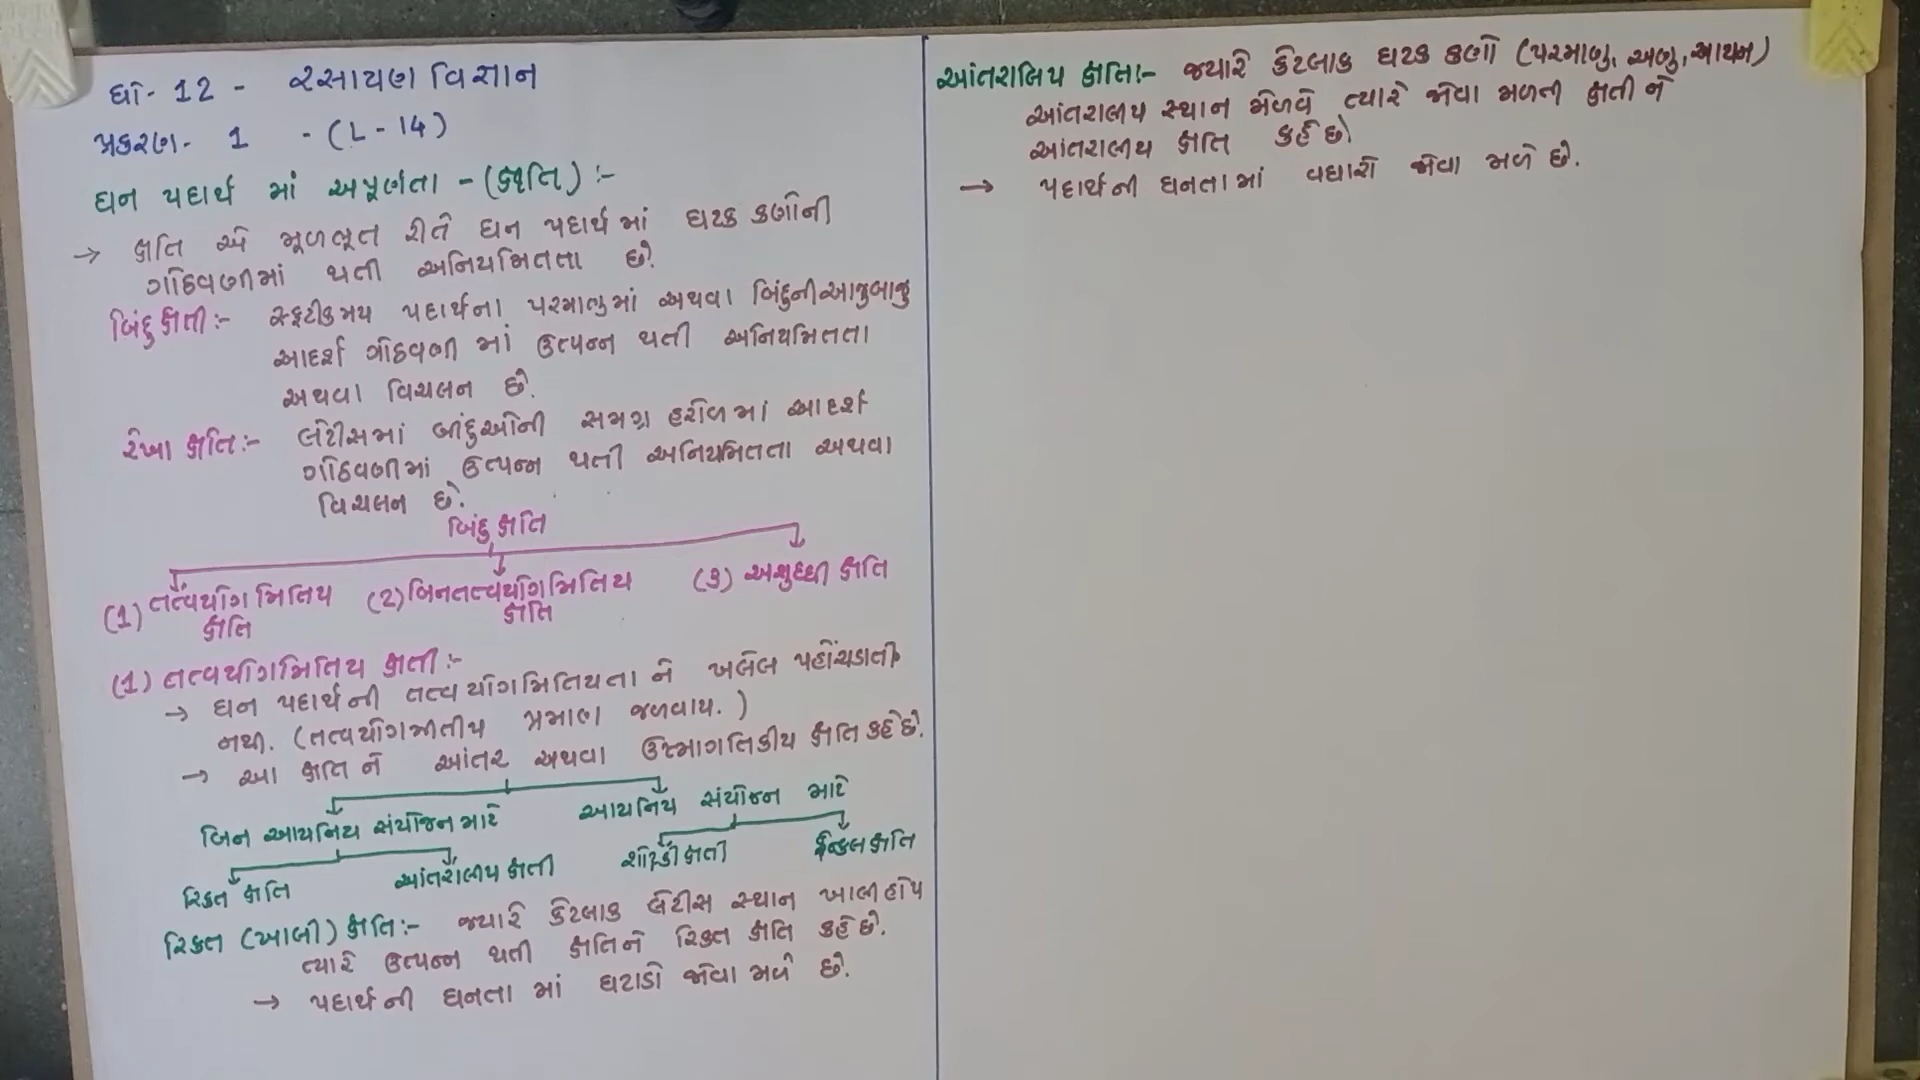 ધો- 12 - રસાયણ વિજ્ઞાન
પ્રકરણ- 1 - (L-14)
ઘન પદાર્થ માં અપૂર્ણતા - (ક્ષતિ) :-
→ ક્ષતિ એ મૂળભૂત રીતે ઘન પદાર્થ માં ઘટક કણોની
ગોઠવણીમાં થતી અનિયમિતતા છે.
બિંદુ ક્ષતી :- સ્ફટીકમય પદાર્થના પરમાણુમાં અથવા બિંદુની આજુબાજુ
આદર્શ ગોઠવણી માં ઉત્પન્ન થતી અનિયમિતતા
અથવા વિચલન છે.
રેખા ક્ષતિ :- લેટીસમાં બીંદુઓની સમગ્ર હરોળમાં આદર્શ
ગોઠવણીમાં ઉત્પન્ન થતી અનિયમિતતા અથવા
વિચલન છે.
બિંદુ ક્ષતિ
(1) તત્વયોગમિતિય ક્ષતિ (2) બિનતત્વયોગમિતિય ક્ષતિ (3) અશુધ્ધી ક્ષતિ
(1) તત્વયોગમિતિય ક્ષતી :-
→ ઘન પદાર્થની તત્વયોગમિતિયતા ને ખલેલ પહોંચડાતી
નથી. (તત્વયોગમીતીય પ્રમાણ જળવાય.)
→ આ ક્ષતિ ને આંતર અથવા ઉષ્માગતિકીય ક્ષતિ કહે છે.
બિન આયનિય સંયોજન માટે આયનિય સંયોજન માટે
રિક્ત ક્ષતિ આંતરાલીય ક્ષતી શોટ્કી ક્ષતી ફ્રેન્કલ ક્ષતિ
રિક્ત (ખાલી) ક્ષતિ :- જ્યારે કેટલાક લેટીસ સ્થાન ખાલી હોય
ત્યારે ઉત્પન્ન થતી ક્ષતિને રિક્ત ક્ષતિ કહે છે.
→ પદાર્થ ની ઘનતા માં ઘટાડો જોવા મળે છે.
આંતરાલિય ક્ષતિ :- જ્યારે કેટલાક ઘટક કણો (પરમાણુ, અણુ, આયન)
આંતરાલીય સ્થાન મેળવે ત્યારે જોવા મળતી ક્ષતી ને
આંતરાલીય ક્ષતિ કહે છે.
→ પદાર્થ ની ઘનતા માં વધારો જોવા મળે છે.